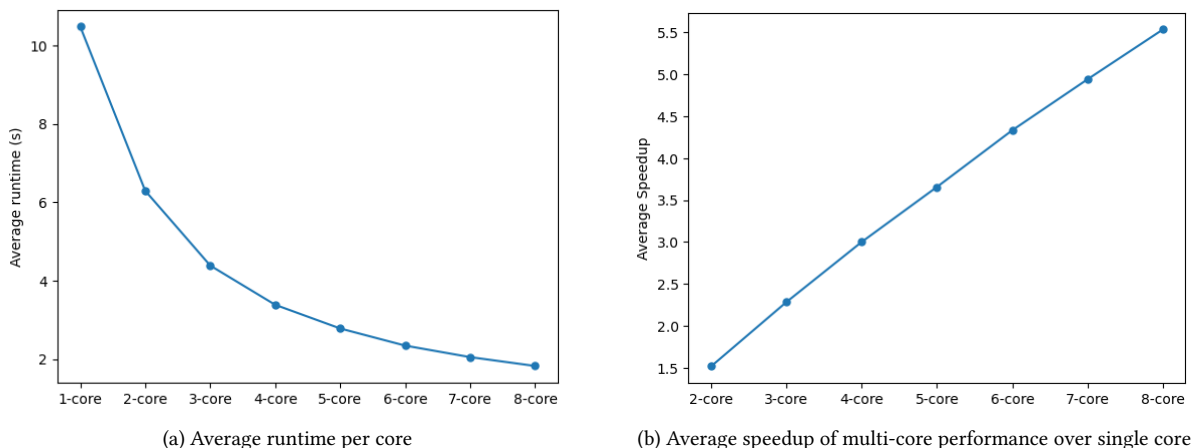 Average runtime (s)
10
8
6
4
2
1-core 2-core 3-core 4-core 5-core 6-core 7-core 8-core
(a) Average runtime per core
Average Speedup
5.5
5.0
4.5
4.0
3.5
3.0
2.5
2.0
1.5
2-core 3-core 4-core 5-core 6-core 7-core 8-core
(b) Average speedup of multi-core performance over single core